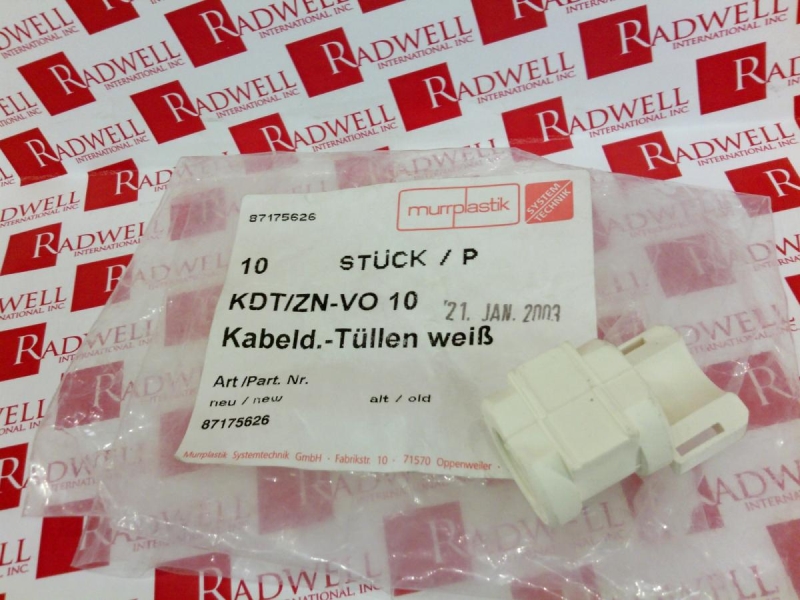 RADWELL
INTERNATIONAL, INC.
87175626
murrplastik
SYSTEM
TECHNIK
10 STÜCK / P
KDT/ZN-VO 10
21. JAN. 2003
Kabeld.-Tüllen weiß
Art /Part. Nr.
neu / new alt / old
87175626
Murrplastik Systemtechnik GmbH · Fabrikstr. 10 · 71570 Oppenweiler ·